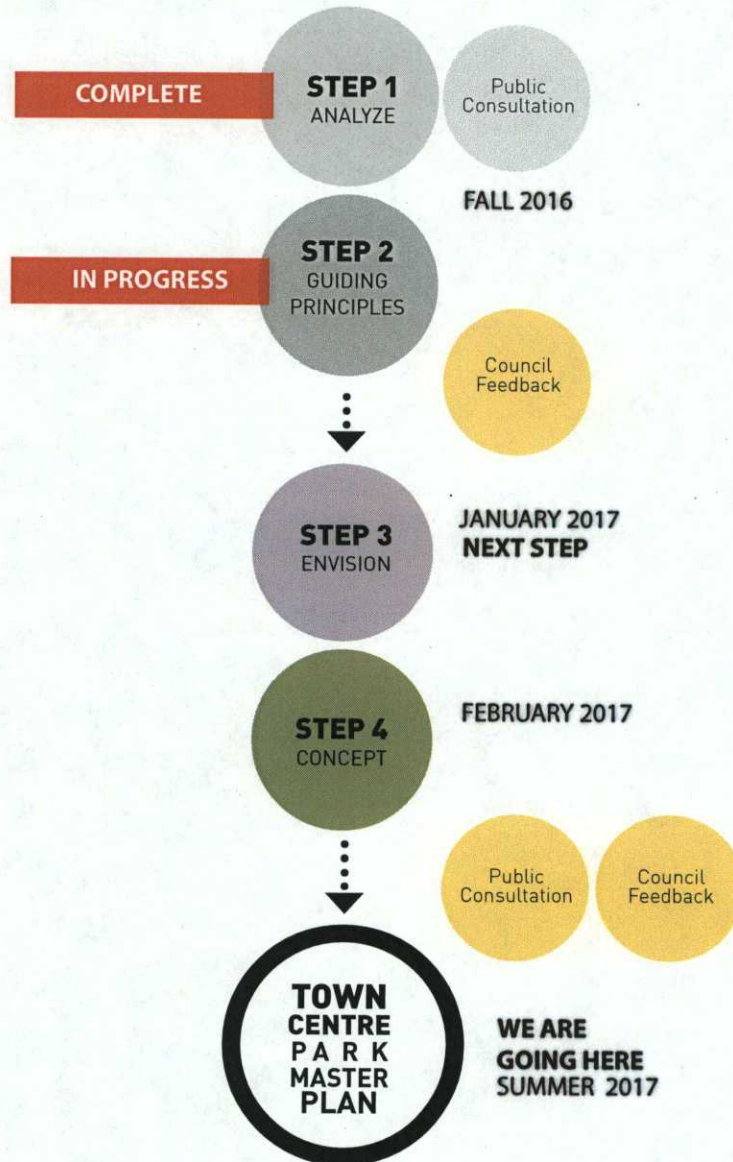 COMPLETE
STEP 1
ANALYZE
Public
Consultation
FALL 2016
IN PROGRESS
STEP 2
GUIDING
PRINCIPLES
Council
Feedback
STEP 3
ENVISION
JANUARY 2017
NEXT STEP
STEP 4
CONCEPT
FEBRUARY 2017
Public
Consultation
Council
Feedback
TOWN
CENTRE
PARK
MASTER
PLAN
WE ARE
GOING HERE
SUMMER 2017